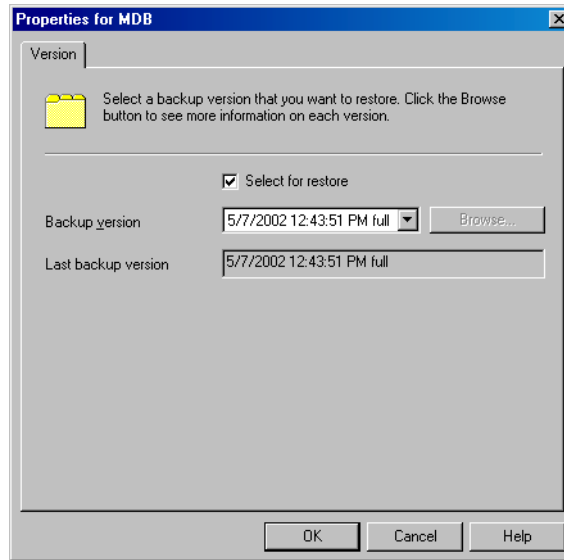 Properties for MDB
Version
Select a backup version that you want to restore. Click the Browse
button to see more information on each version.
Select for restore
Backup version
5/7/2002 12:43:51 PM full
Browse...
Last backup version
5/7/2002 12:43:51 PM full
OK
Cancel
Help